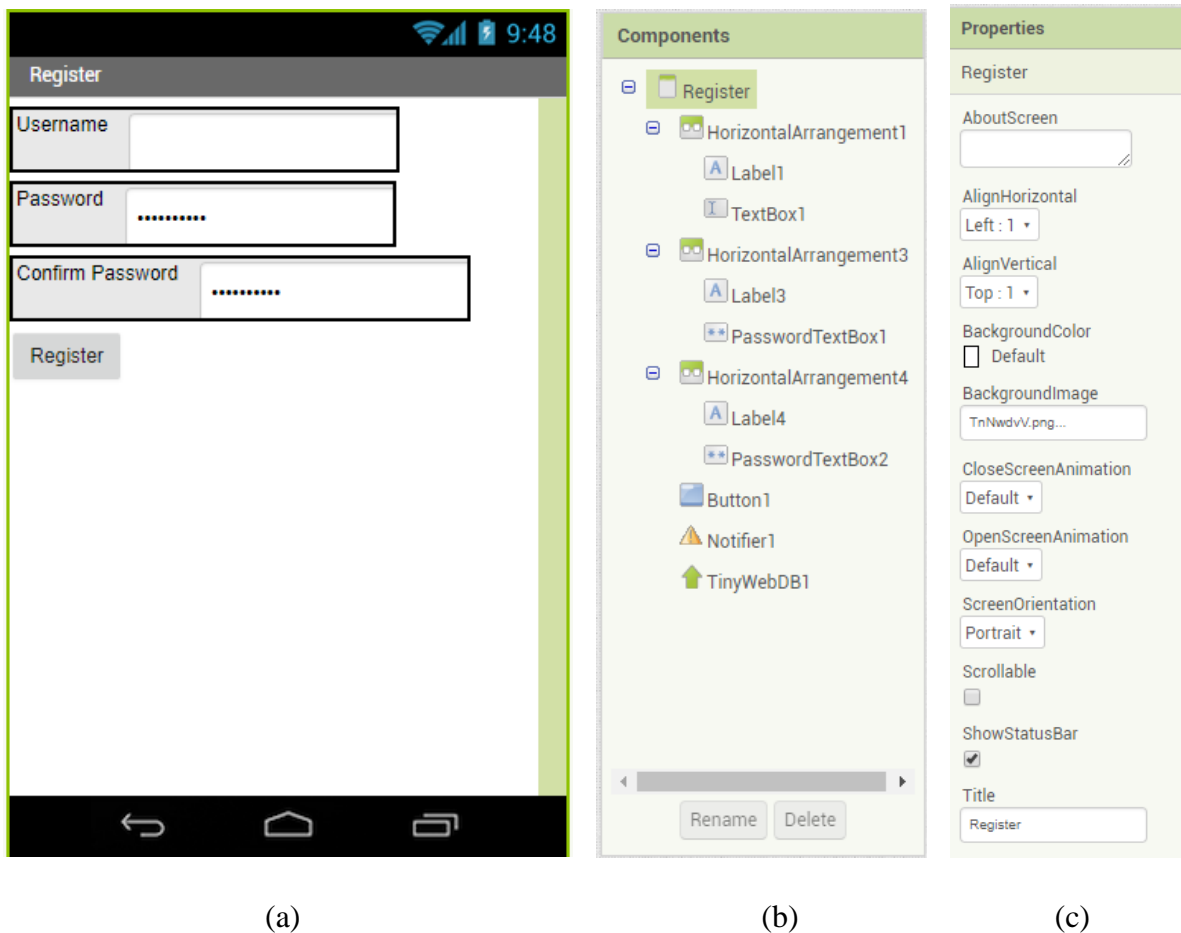 9:48
Register
Username
Password
••••••••••
Confirm Password
••••••••••
Register
Components
Register
HorizontalArrangement1
A Label1
TextBox1
HorizontalArrangement3
A Label3
** PasswordTextBox1
HorizontalArrangement4
A Label4
** PasswordTextBox2
Button1
Notifier1
TinyWebDB1
Rename Delete
Properties
Register
AboutScreen
AlignHorizontal
Left : 1
AlignVertical
Top : 1
BackgroundColor
Default
BackgroundImage
TnNwdvV.png...
CloseScreenAnimation
Default
OpenScreenAnimation
Default
ScreenOrientation
Portrait
Scrollable
ShowStatusBar
Title
Register
(a) (b) (c)